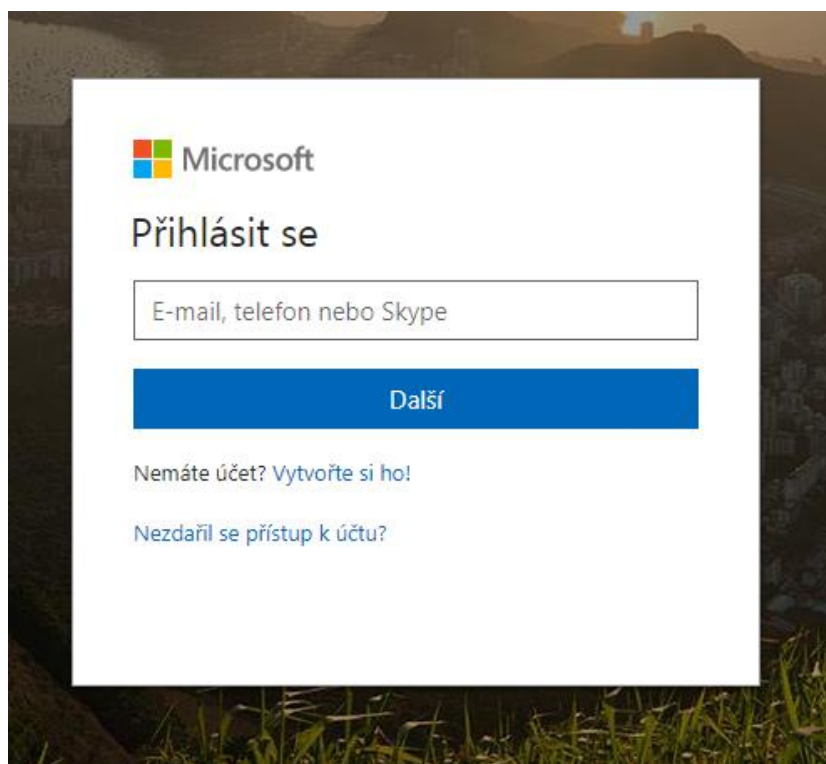 Microsoft
Přihlásit se
E-mail, telefon nebo Skype
Další
Nemáte účet? Vytvořte si ho!
Nezdařil se přístup k účtu?